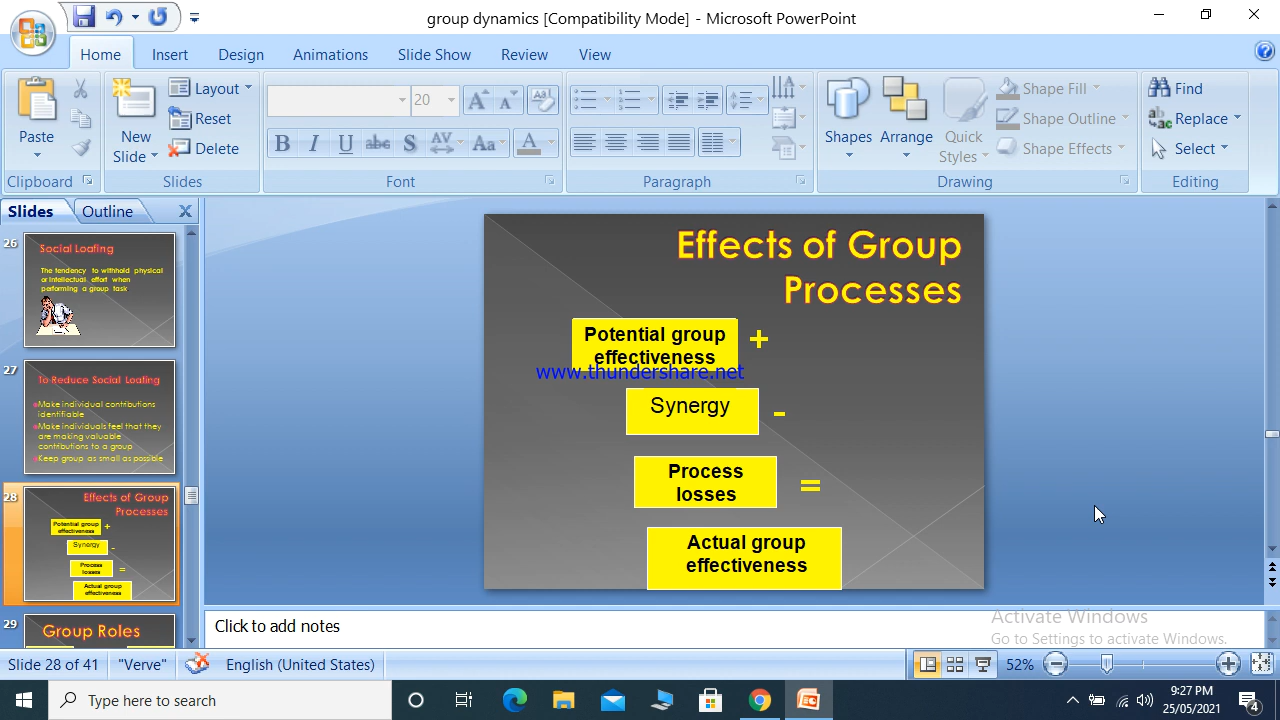 group dynamics [Compatibility Mode] - Microsoft PowerPoint
Home Insert Design Animations Slide Show Review View
Paste
Clipboard
New Slide
Layout
Reset
Delete
Slides
20
B I U abc S AV Aa A
Font
Paragraph
Shapes
Arrange
Quick Styles
Shape Fill
Shape Outline
Shape Effects
Drawing
Find
Replace
Select
Editing
Slides Outline
26
Social Loafing
The tendency to withhold physical
or intellectual effort when
performing a group task
27
To Reduce Social Loafing
Make individual contributions
identifiable
Make individuals feel that they
are making valuable
contributions to a group
Keep group as small as possible
28
Effects of Group
Processes
Potential group
effectiveness +
Synergy -
Process
losses =
Actual group
effectiveness
29
Group Roles
Effects of Group
Processes
Potential group
effectiveness +
www.thundershare.net
Synergy -
Process
losses =
Actual group
effectiveness
Click to add notes
Activate Windows
Go to Settings to activate Windows.
Slide 28 of 41 "Verve" English (United States) 52%
Type here to search
9:27 PM
25/05/2021
4